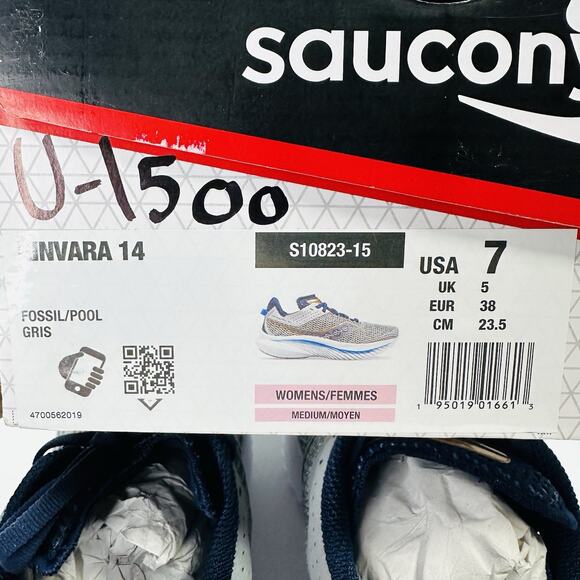 saucony
U-1500
INVARA 14
S10823-15
USA 7
UK 5
EUR 38
CM 23.5
FOSSIL/POOL
GRIS
WOMENS/FEMMES
MEDIUM/MOYEN
4700562019
1 95019 01661 3